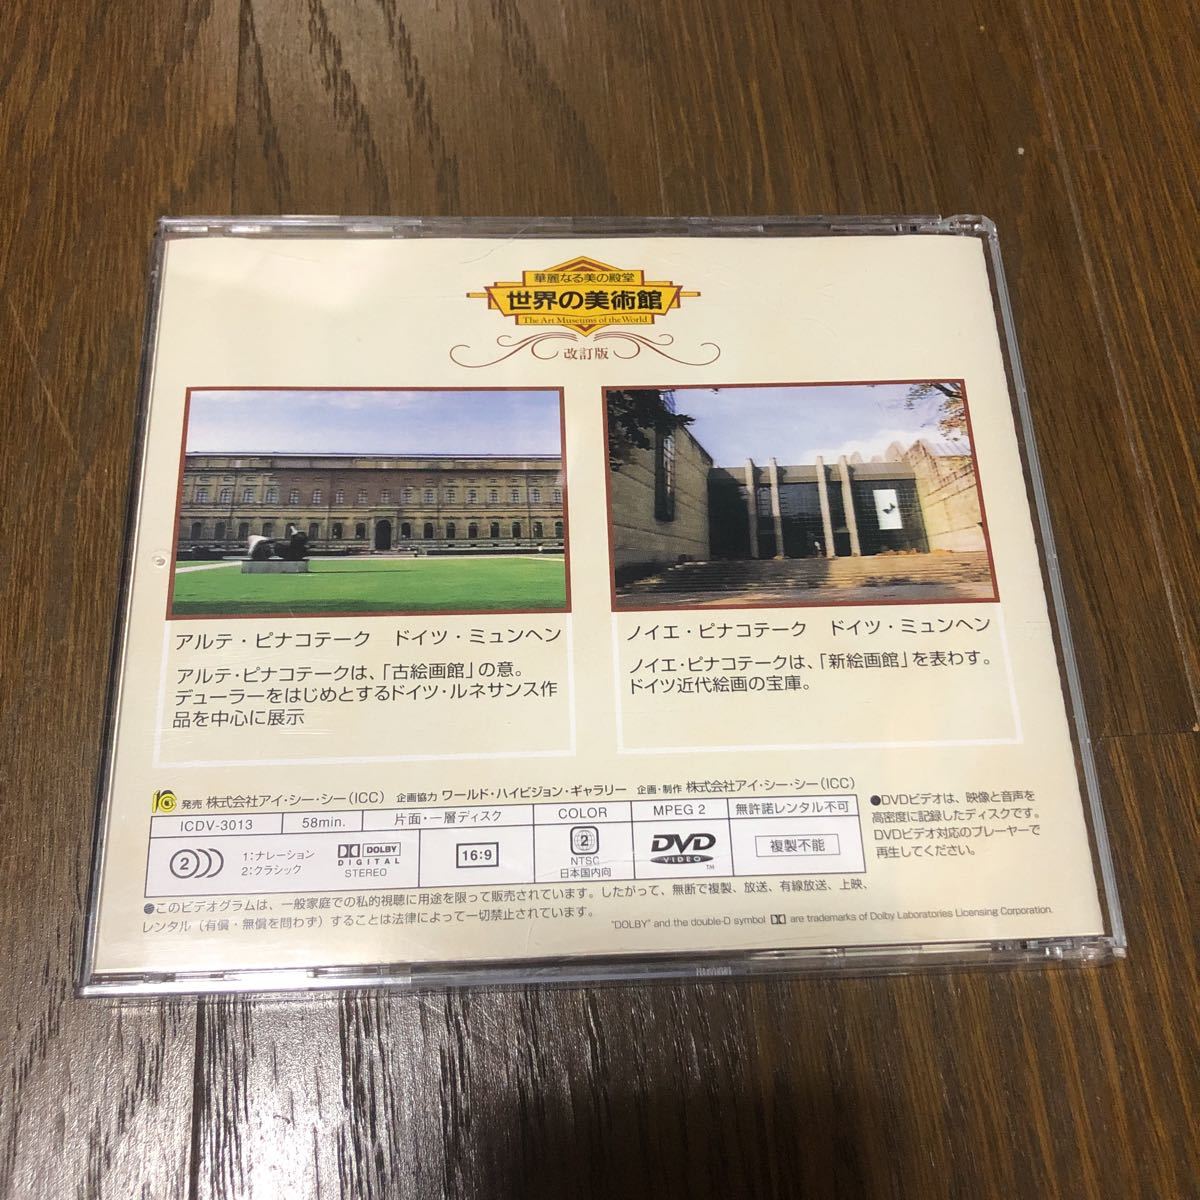 華麗なる美の殿堂
世界の美術館
The Art Museums of the World
改訂版
アルテ・ピナコテーク ドイツ・ミュンヘン
アルテ・ピナコテークは、「古絵画館」の意。
デューラーをはじめとするドイツ・ルネサンス作
品を中心に展示
ノイエ・ピナコテーク ドイツ・ミュンヘン
ノイエ・ピナコテークは、「新絵画館」を表わす。
ドイツ近代絵画の宝庫。
発売 株式会社アイ・シー・シー(ICC) 企画協力 ワールド・ハイビジョン・ギャラリー 企画・制作 株式会社アイ・シー・シー(ICC)
ICDV-3013 58min. 片面・一層ディスク COLOR MPEG 2 無許諾レンタル不可
2 1:ナレーション
2:クラシック
DOLBY
DIGITAL
STEREO
16:9
2
NTSC
日本国内向
DVD
VIDEO
TM
複製不能
●DVDビデオは、映像と音声を
高密度に記録したディスクです。
DVDビデオ対応のプレーヤーで
再生してください。
●このビデオグラムは、一般家庭での私的視聴に用途を限って販売されています。したがって、無断で複製、放送、有線放送、上映、
レンタル(有償・無償を問わず)することは法律によって一切禁止されています。
"DOLBY" and the double-D symbol are trademarks of Dolby Laboratories Licensing Corporation.